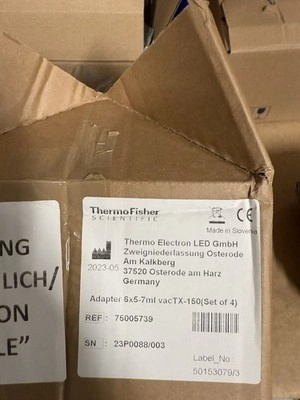 ThermoFisher
SCIENTIFIC
CE
Made in Slovenia
Thermo Electron LED GmbH
Zweigniederlassung Osterode
Am Kalkberg
37520 Osterode am Harz
Germany
2023-05
Adapter 6x5-7ml vacTX-150(Set of 4)
REF : 75005739
SN : 23P0088/003
Label_No
50153079/3
NG
LICH/
ON
LE”